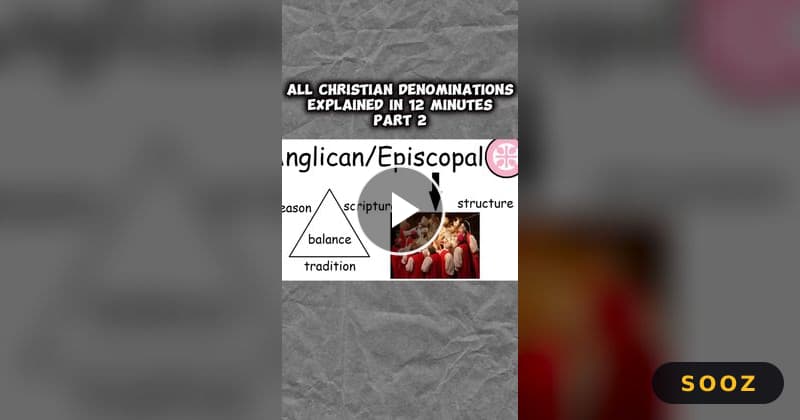 ALL CHRISTIAN DENOMINATIONS
EXPLAINED IN 12 MINUTES
PART 2
nglican/Episcopal
eason
scriptur
structure
balance
tradition
SOOZ